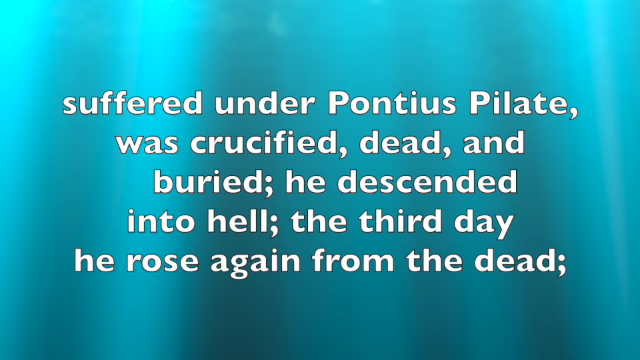 suffered under Pontius Pilate,
was crucified, dead, and
buried; he descended
into hell; the third day
he rose again from the dead;